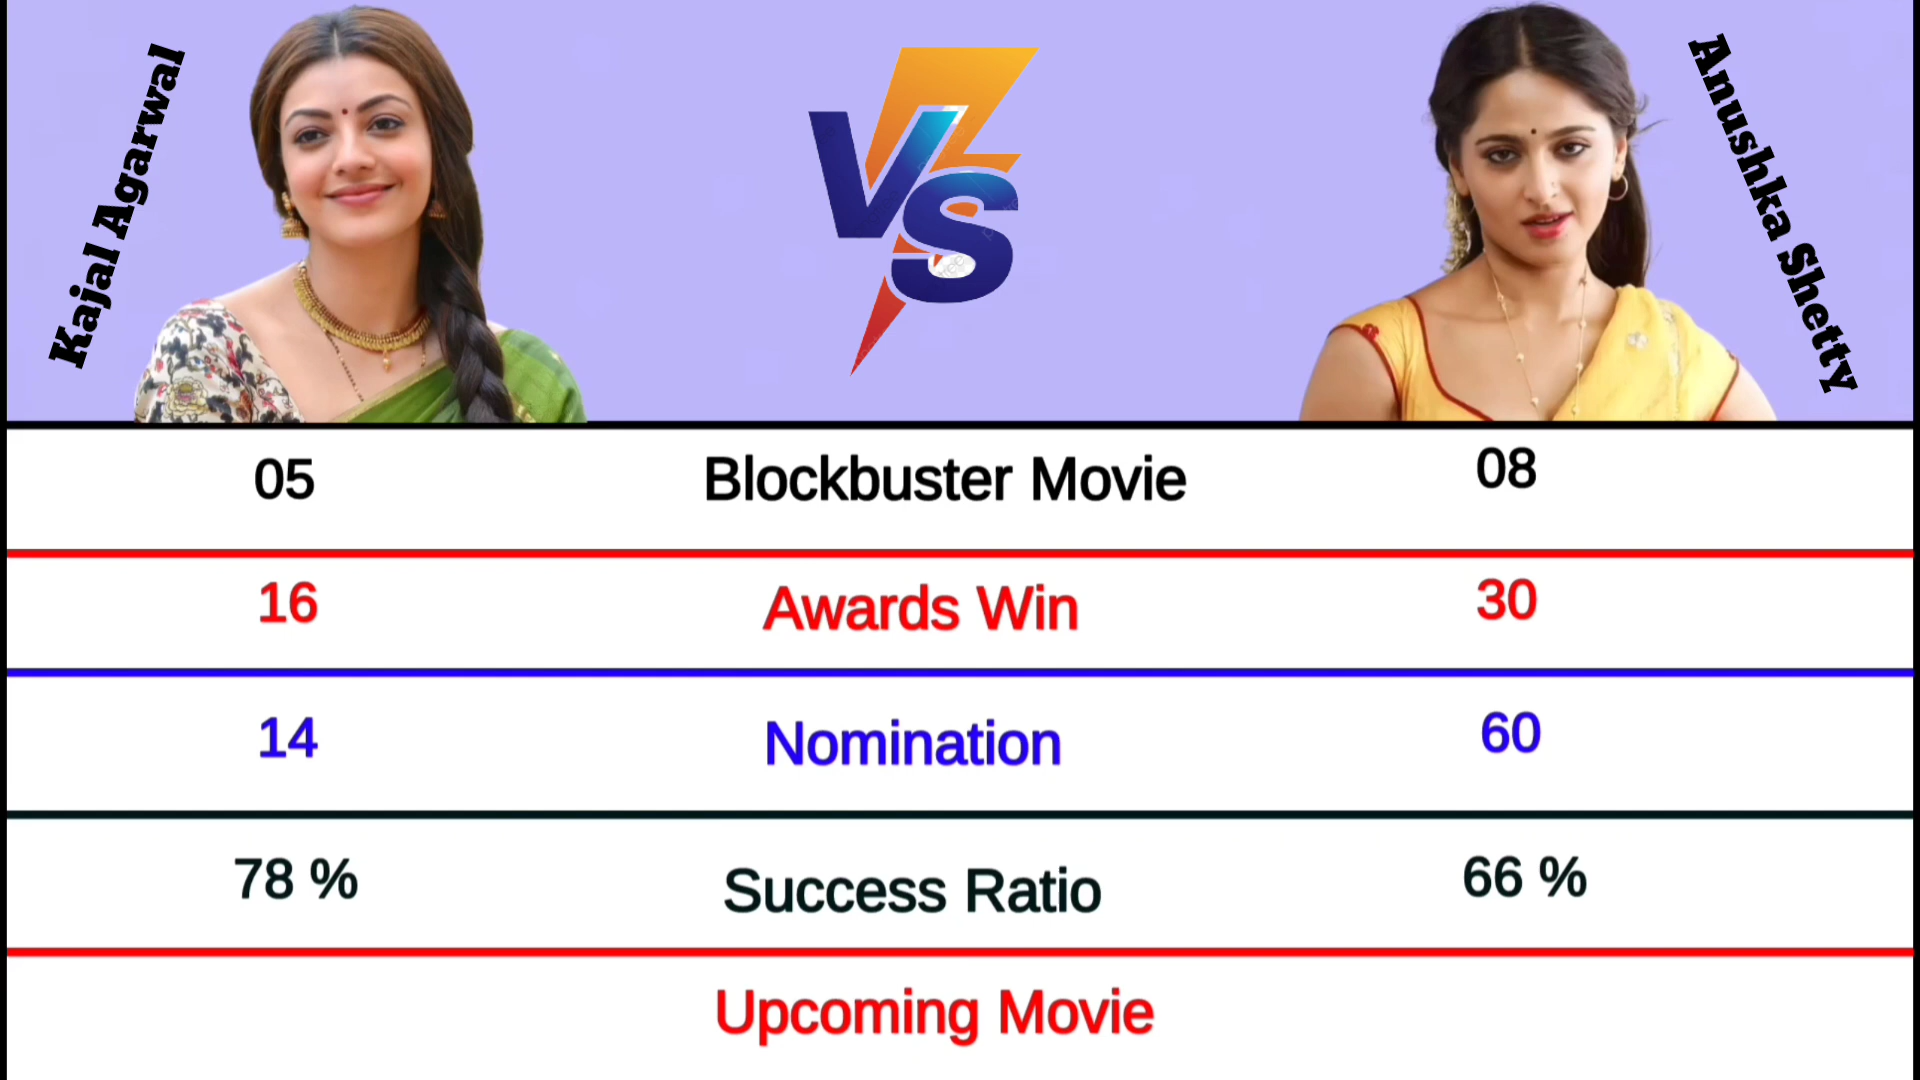 Kajal Agarwal
VS
Anushka Shetty
05 Blockbuster Movie 08
16 Awards Win 30
14 Nomination 60
78 % Success Ratio 66 %
Upcoming Movie